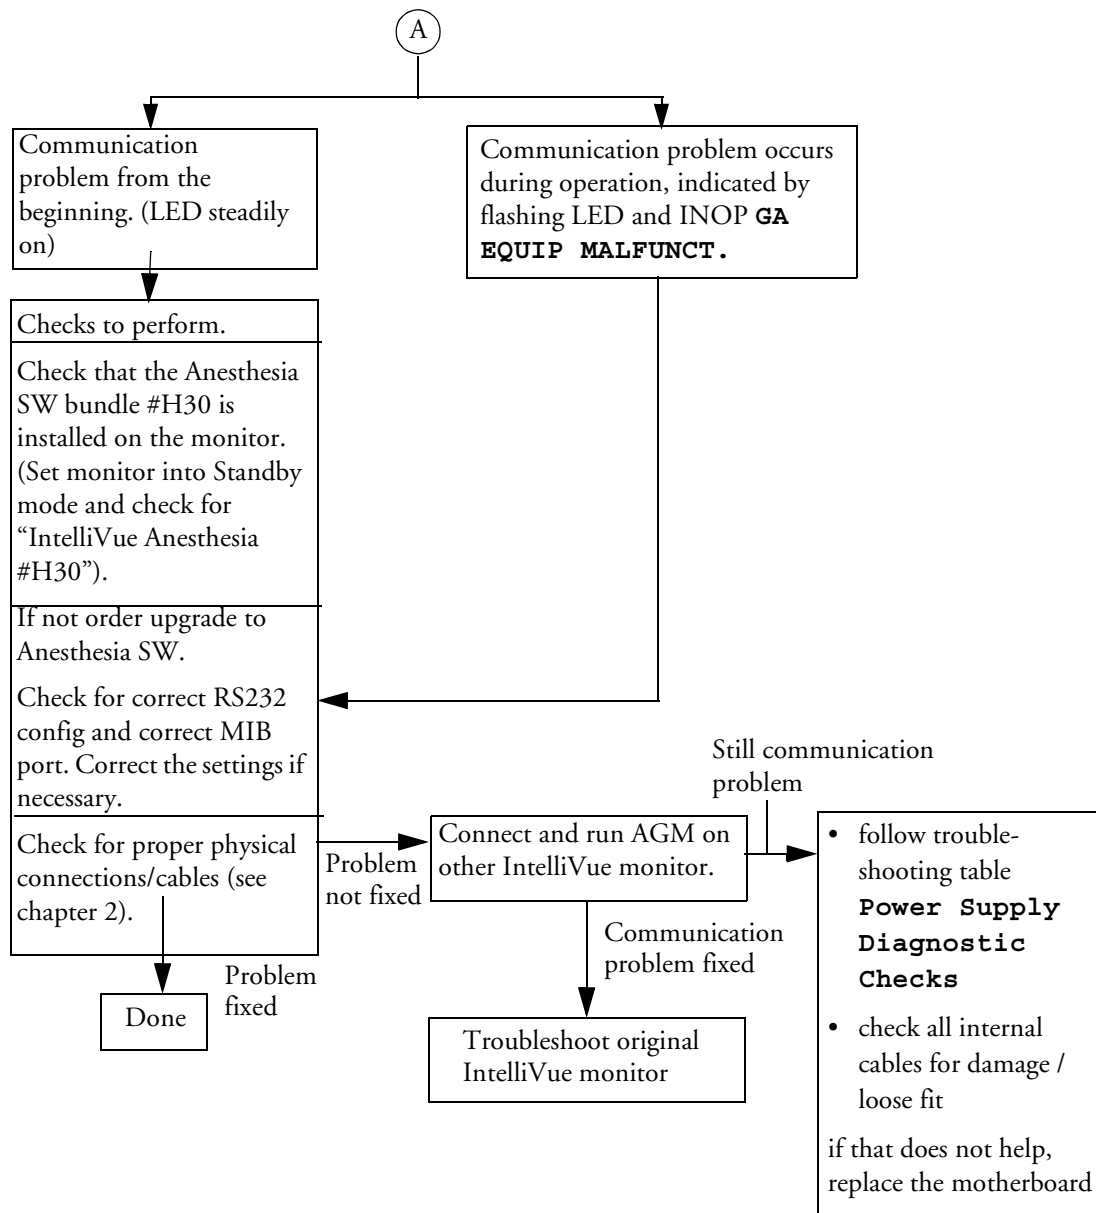 A
Communication
problem from the
beginning. (LED steadily
on)
Communication problem occurs
during operation, indicated by
flashing LED and INOP GA
EQUIP MALFUNCT.
Checks to perform.
Check that the Anesthesia
SW bundle #H30 is
installed on the monitor.
(Set monitor into Standby
mode and check for
“IntelliVue Anesthesia
#H30”).
If not order upgrade to
Anesthesia SW.
Check for correct RS232
config and correct MIB
port. Correct the settings if
necessary.
Check for proper physical
connections/cables (see
chapter 2).
Problem
fixed
Done
Problem
not fixed
Connect and run AGM on
other IntelliVue monitor.
Communication
problem fixed
Troubleshoot original
IntelliVue monitor
Still communication
problem
• follow trouble-
shooting table
Power Supply
Diagnostic
Checks
• check all internal
cables for damage /
loose fit
if that does not help,
replace the motherboard